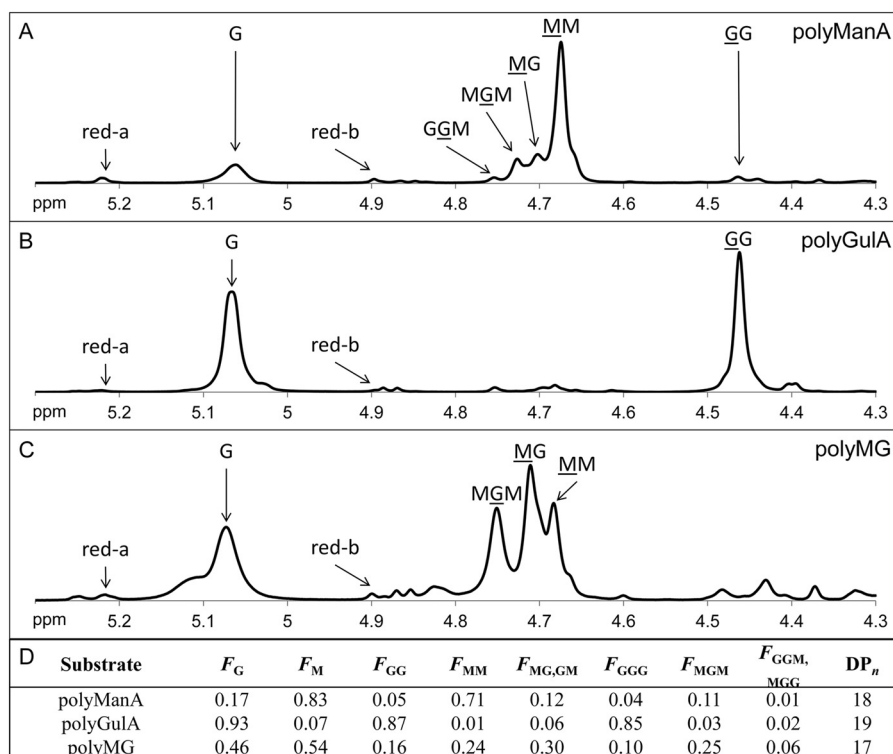 A G MM GG polyManA
MG
MGM
red-a red-b GGM
ppm 5.2 5.1 5 4.9 4.8 4.7 4.6 4.5 4.4 4.3
B G GG polyGulA
red-a red-b
ppm 5.2 5.1 5 4.9 4.8 4.7 4.6 4.5 4.4 4.3
C G MG polyMG
MM
MGM
red-a red-b
ppm 5.2 5.1 5 4.9 4.8 4.7 4.6 4.5 4.4 4.3
D Substrate F_G F_M F_GG F_MM F_MG,GM F_GGG F_MGM F_GGM, MGG DP_n
polyManA 0.17 0.83 0.05 0.71 0.12 0.04 0.11 0.01 18
polyGulA 0.93 0.07 0.87 0.01 0.06 0.85 0.03 0.02 19
polyMG 0.46 0.54 0.16 0.24 0.30 0.10 0.25 0.06 17